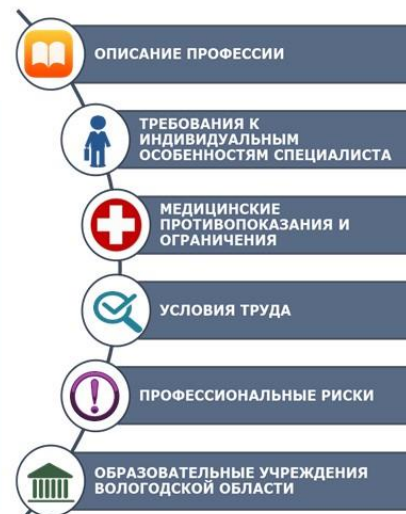 ОПИСАНИЕ ПРОФЕССИИ
ТРЕБОВАНИЯ К
ИНДИВИДУАЛЬНЫМ
ОСОБЕННОСТЯМ СПЕЦИАЛИСТА
МЕДИЦИНСКИЕ
ПРОТИВОПОКАЗАНИЯ И
ОГРАНИЧЕНИЯ
УСЛОВИЯ ТРУДА
ПРОФЕССИОНАЛЬНЫЕ РИСКИ
ОБРАЗОВАТЕЛЬНЫЕ УЧРЕЖДЕНИЯ
ВОЛОГОДСКОЙ ОБЛАСТИ